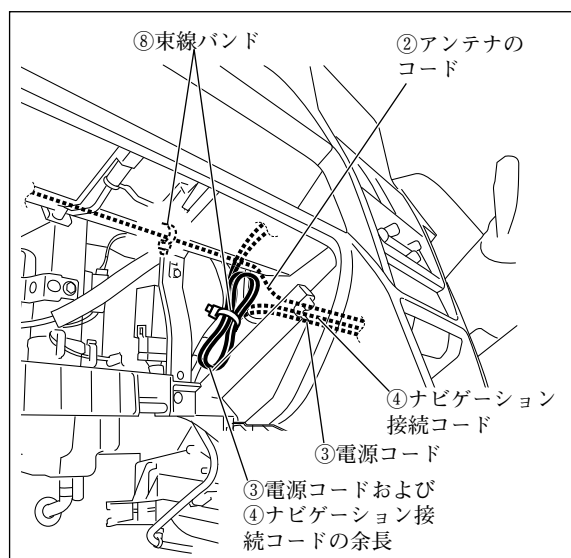 ⑧束線バンド
②アンテナの
コード
④ナビゲーション
接続コード
③電源コード
③電源コードおよび
④ナビゲーション接
続コードの余長